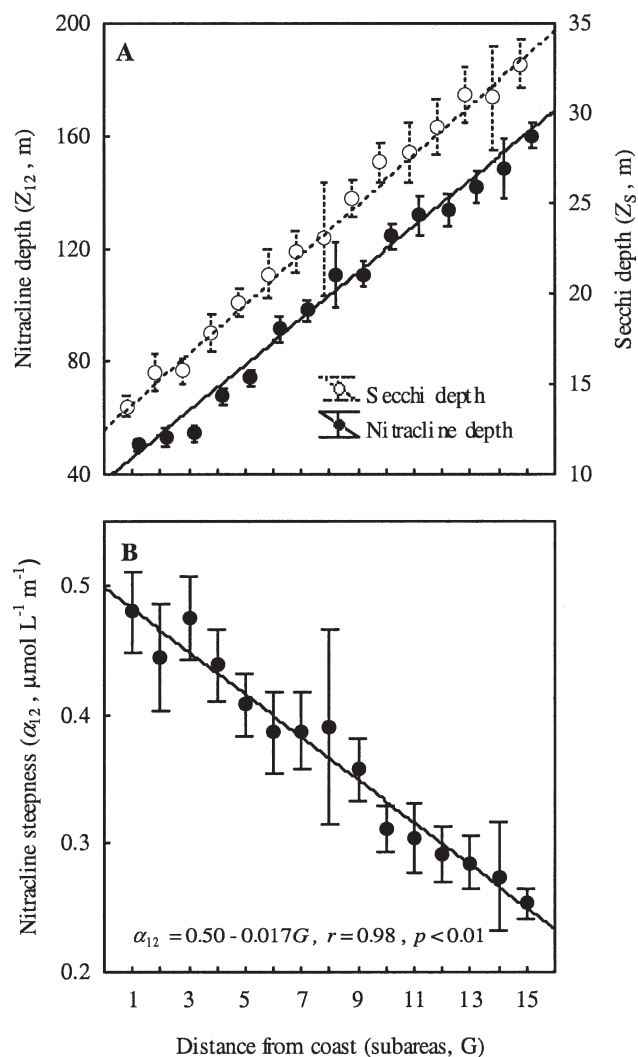 A
200
160
120
80
40
Nitracline depth (Z12 , m)
35
30
25
20
15
10
Secchi depth (ZS , m)
Secchi depth
Nitracline depth
B
0.5
0.4
0.3
0.2
Nitracline steepness (α12 , μmol L-1 m-1)
α12 = 0.50 - 0.017G , r = 0.98 , p < 0.01
1 3 5 7 9 11 13 15
Distance from coast (subareas, G)